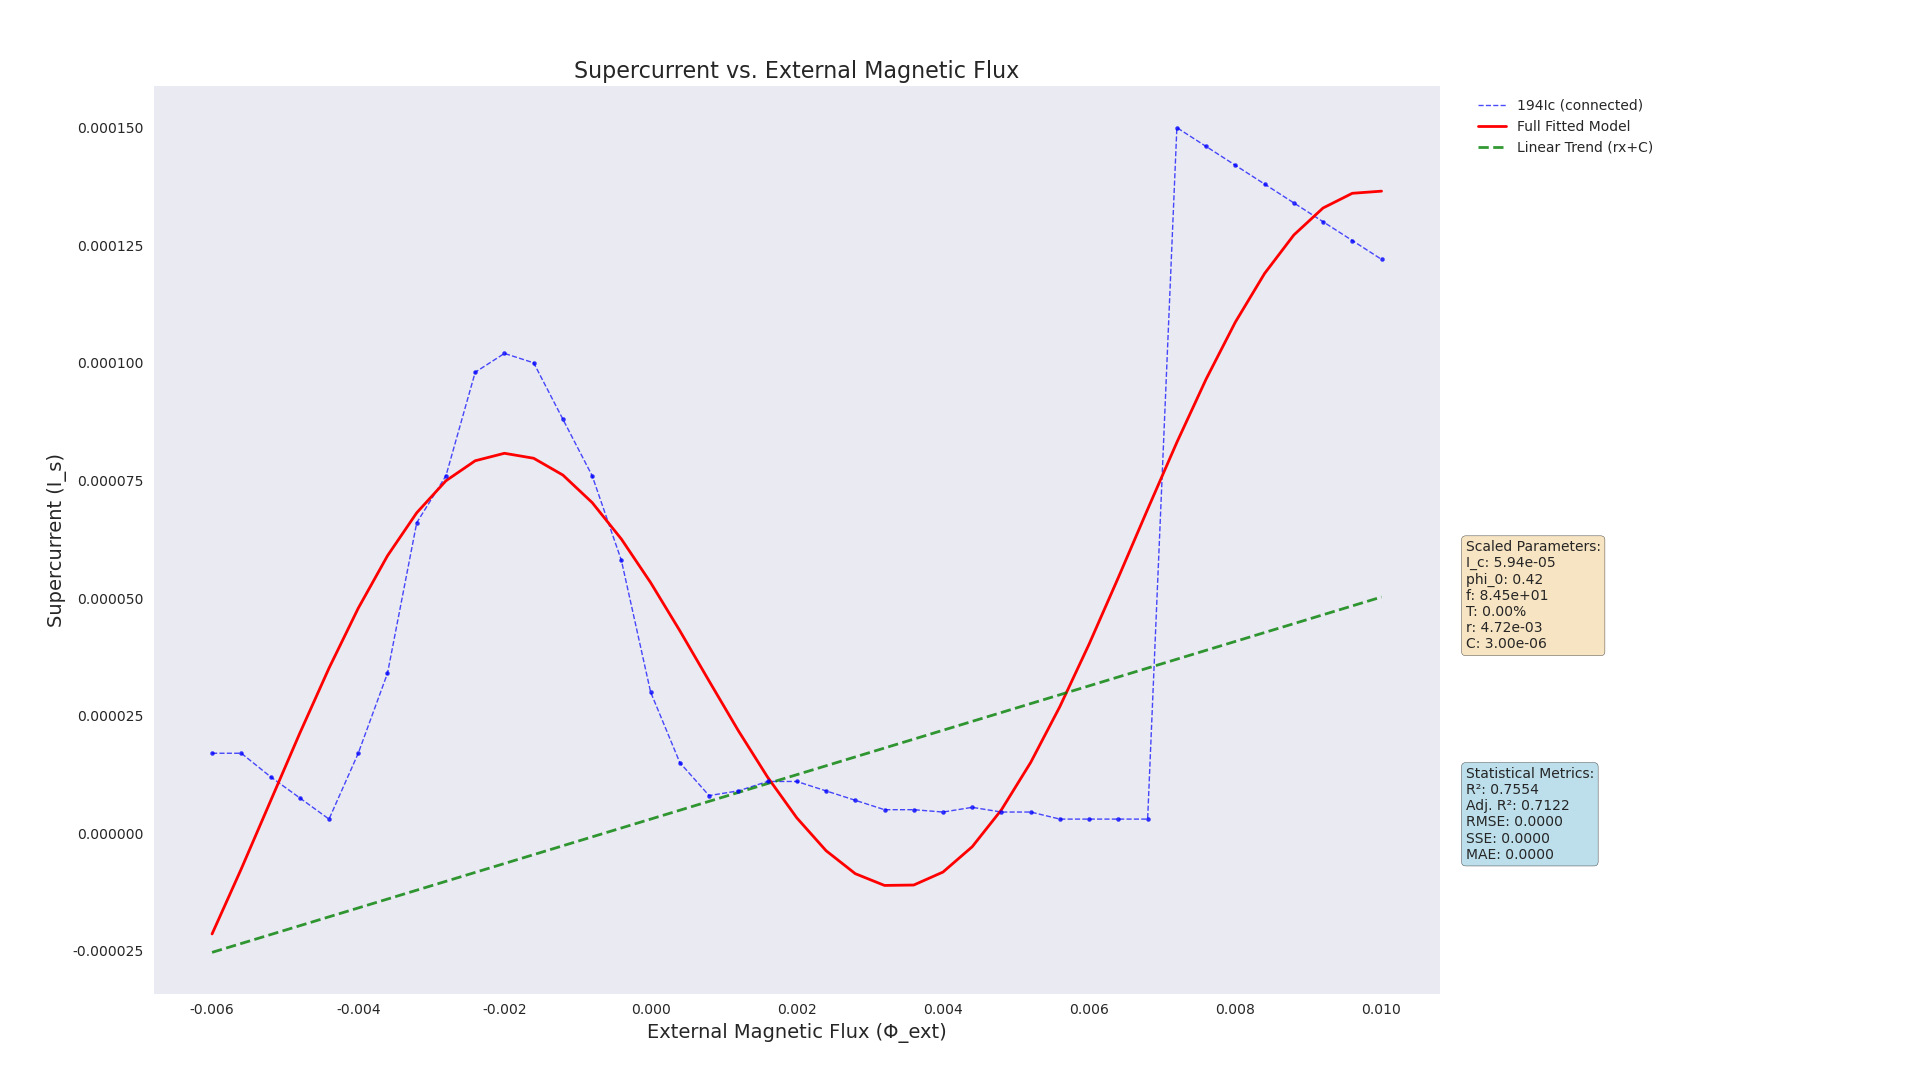 Supercurrent vs. External Magnetic Flux
194Ic (connected)
Full Fitted Model
Linear Trend (rx+C)
0.000150
0.000125
0.000100
0.000075
0.000050
0.000025
0.000000
-0.000025
Supercurrent (I_s)
-0.006
-0.004
-0.002
0.000
0.002
0.004
0.006
0.008
0.010
External Magnetic Flux (Φ_ext)
Scaled Parameters:
I_c: 5.94e-05
phi_0: 0.42
f: 8.45e+01
T: 0.00%
r: 4.72e-03
C: 3.00e-06
Statistical Metrics:
R²: 0.7554
Adj. R²: 0.7122
RMSE: 0.0000
SSE: 0.0000
MAE: 0.0000